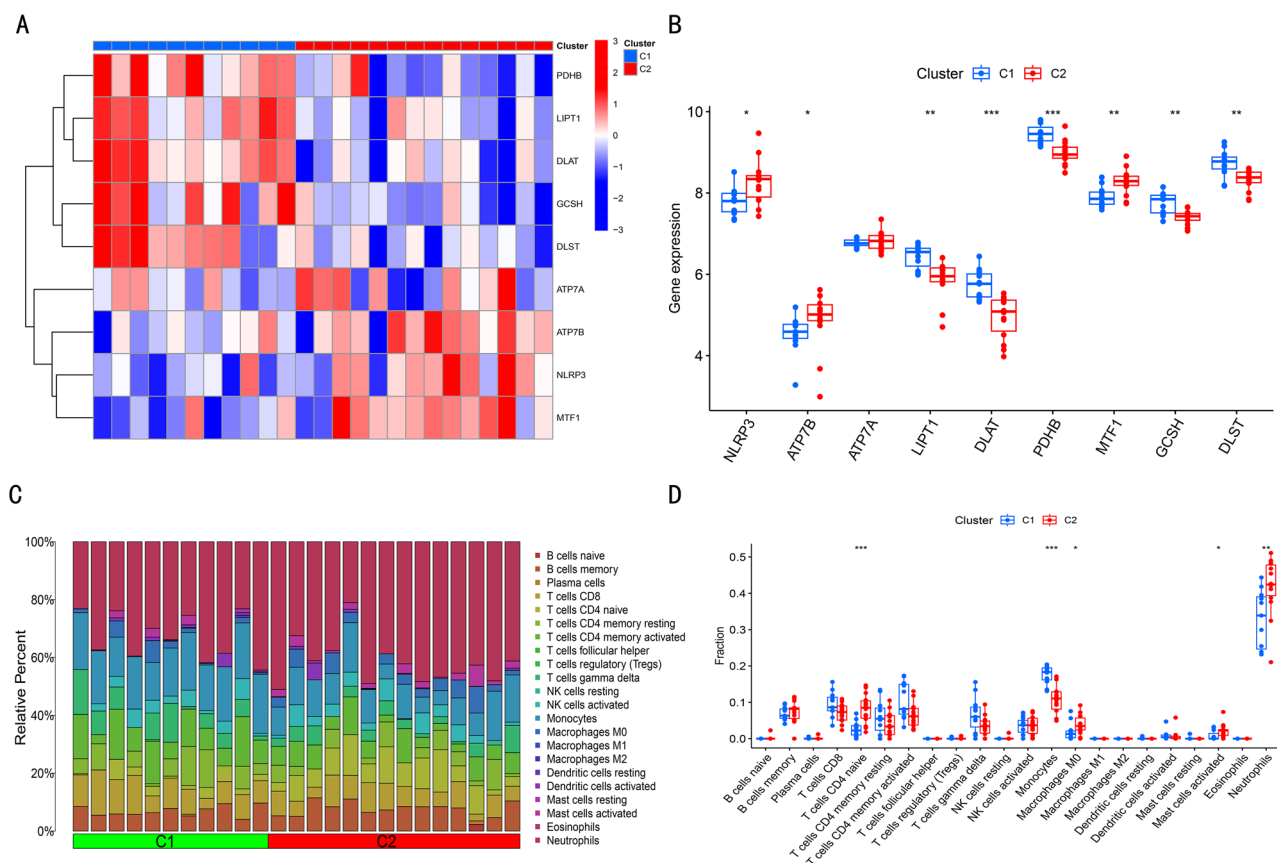 A
Cluster
PDHB
LIPT1
DLAT
GCSH
DLST
ATP7A
ATP7B
NLRP3
MTF1
3
2
1
0
−1
−2
−3
Cluster
C1
C2
B
Cluster C1 C2
Gene expression
10
8
6
4
* * ** *** *** ** ** **
NLRP3
ATP7B
ATP7A
LIPT1
DLAT
PDHB
MTF1
GCSH
DLST
C
Relative Percent
100%
80%
60%
40%
20%
0%
C1 C2
B cells naive
B cells memory
Plasma cells
T cells CD8
T cells CD4 naive
T cells CD4 memory resting
T cells CD4 memory activated
T cells follicular helper
T cells regulatory (Tregs)
T cells gamma delta
NK cells resting
NK cells activated
Monocytes
Macrophages M0
Macrophages M1
Macrophages M2
Dendritic cells resting
Dendritic cells activated
Mast cells resting
Mast cells activated
Eosinophils
Neutrophils
D
Cluster C1 C2
Fraction
0.5
0.4
0.3
0.2
0.1
0.0
*** *** * * **
B cells naive
B cells memory
Plasma cells
T cells CD8
T cells CD4 naive
T cells CD4 memory resting
T cells CD4 memory activated
T cells follicular helper
T cells regulatory (Tregs)
T cells gamma delta
NK cells resting
NK cells activated
Monocytes
Macrophages M0
Macrophages M1
Macrophages M2
Dendritic cells resting
Dendritic cells activated
Mast cells resting
Mast cells activated
Eosinophils
Neutrophils